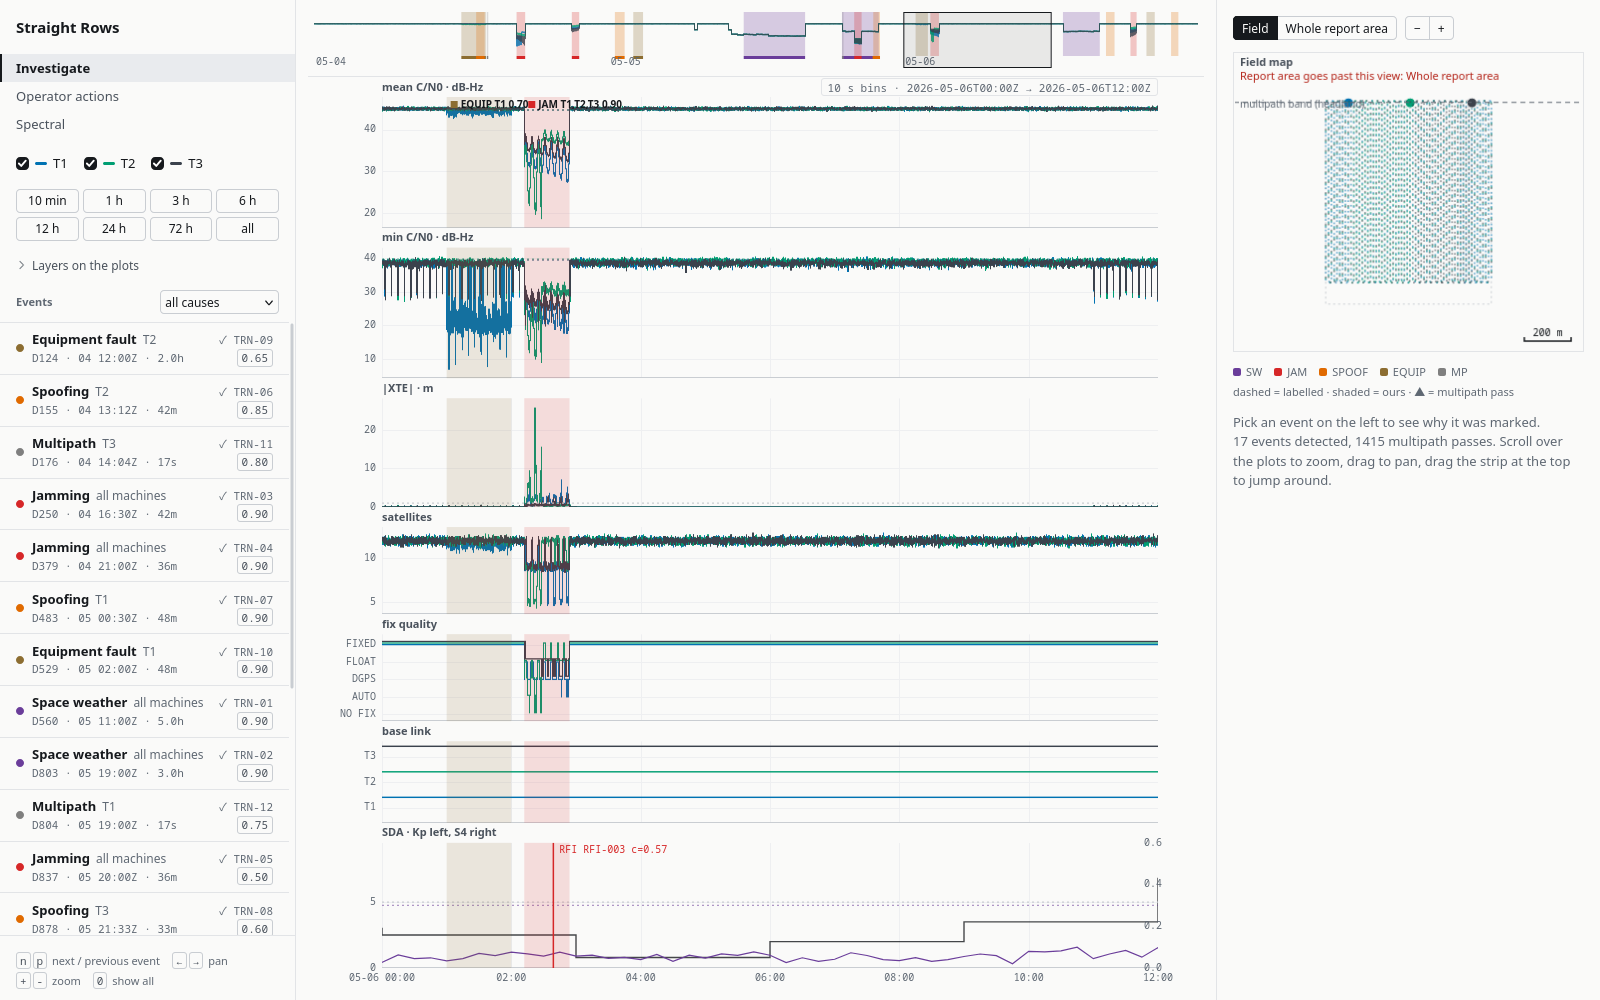 Straight Rows
Investigate
Operator actions
Spectral
T1 T2 T3
10 min 1 h 3 h 6 h
12 h 24 h 72 h all
Layers on the plots
Events all causes
Equipment fault T2 ✓ TRN-09
D124 · 04 12:00Z · 2.0h 0.65
Spoofing T2 ✓ TRN-06
D155 · 04 13:12Z · 42m 0.85
Multipath T3 ✓ TRN-11
D176 · 04 14:04Z · 17s 0.80
Jamming all machines ✓ TRN-03
D250 · 04 16:30Z · 42m 0.90
Jamming all machines ✓ TRN-04
D379 · 04 21:00Z · 36m 0.90
Spoofing T1 ✓ TRN-07
D483 · 05 00:30Z · 48m 0.90
Equipment fault T1 ✓ TRN-10
D529 · 05 02:00Z · 48m 0.90
Space weather all machines ✓ TRN-01
D560 · 05 11:00Z · 5.0h 0.90
Space weather all machines ✓ TRN-02
D803 · 05 19:00Z · 3.0h 0.90
Multipath T1 ✓ TRN-12
D804 · 05 19:00Z · 17s 0.75
Jamming all machines ✓ TRN-05
D837 · 05 20:00Z · 36m 0.50
Spoofing T3 ✓ TRN-08
D878 · 05 21:33Z · 33m 0.60
n p next / previous event ← → pan
+ - zoom 0 show all
05-04 05-05 05-06
mean C/N0 · dB-Hz
10 s bins · 2026-05-06T00:00Z → 2026-05-06T12:00Z
EQUIP T1 0.70 JAM T1 T2 T3 0.90
40
30
20
min C/N0 · dB-Hz
40
30
20
10
|XTE| · m
20
10
0
satellites
10
5
fix quality
FIXED
FLOAT
DGPS
AUTO
NO FIX
base link
T3
T2
T1
SDA · Kp left, S4 right
RFI RFI-003 c=0.57
0.6
0.4
5
0.2
0 0.0
05-06 00:00 02:00 04:00 06:00 08:00 10:00 12:00
Field Whole report area − +
Field map
Report area goes past this view: Whole report area
multipath band
200 m
SW JAM SPOOF EQUIP MP
dashed = labelled · shaded = ours · ▲ = multipath pass
Pick an event on the left to see why it was marked.
17 events detected, 1415 multipath passes. Scroll over
the plots to zoom, drag to pan, drag the strip at the top
to jump around.